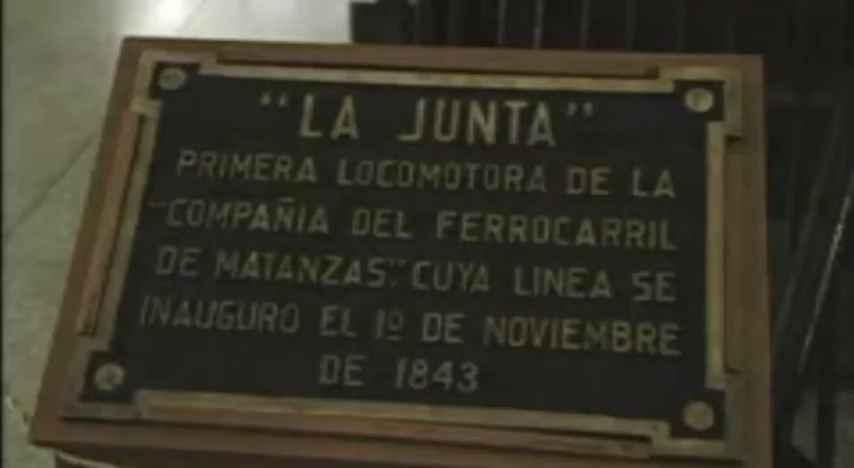 "LA JUNTA"
PRIMERA LOCOMOTORA DE LA
"COMPAÑIA DEL FERROCARRIL
DE MATANZAS". CUYA LINEA SE
INAUGURO EL 1º DE NOVIEMBRE
DE 1843